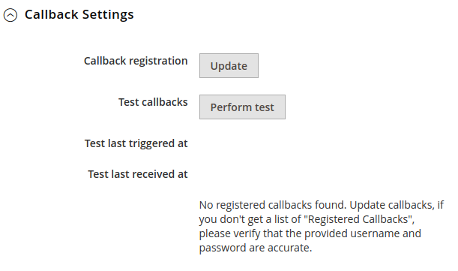 Callback Settings
Callback registration
Update
Test callbacks
Perform test
Test last triggered at
Test last received at
No registered callbacks found. Update callbacks, if
you don't get a list of "Registered Callbacks",
please verify that the provided username and
password are accurate.